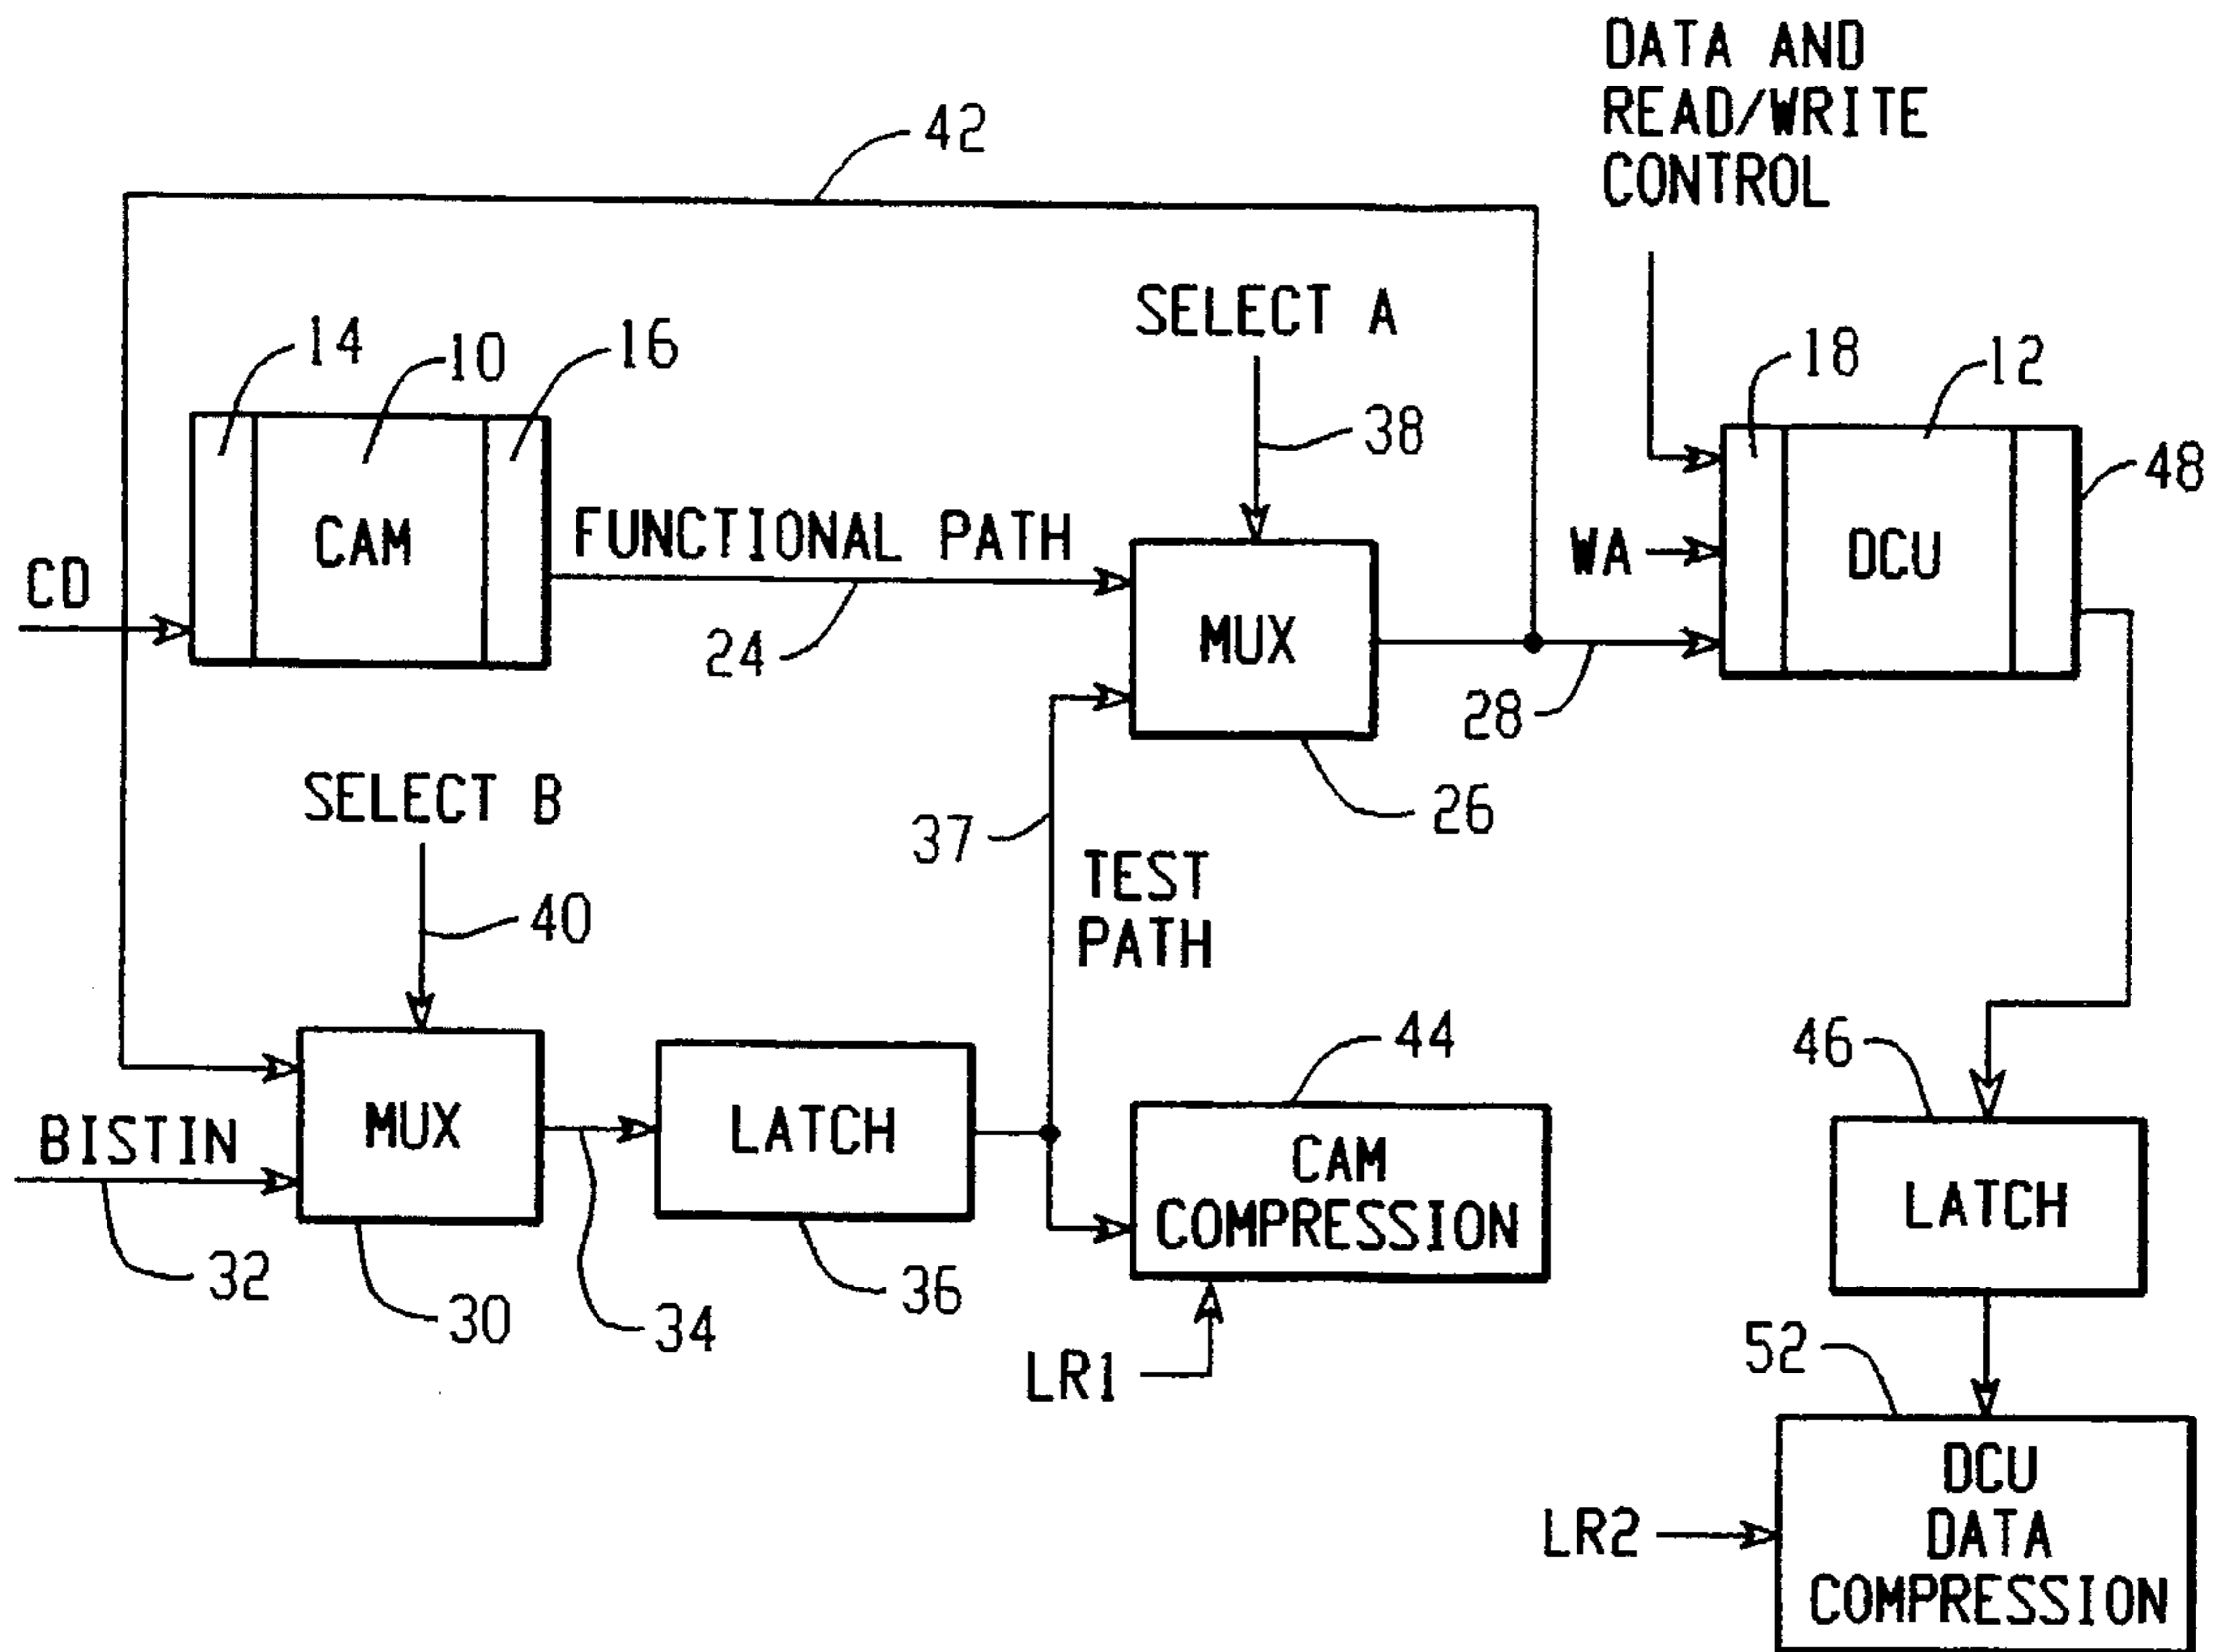 DATA AND
READ/WRITE
CONTROL
42
SELECT A
14
10
16
18
12
38
48
CAM
FUNCTIONAL PATH
CD
24
MUX
WA
DCU
28
26
SELECT B
37
TEST
PATH
40
44
46
BISTIN
MUX
LATCH
CAM
COMPRESSION
LATCH
32
30
34
36
LR1
52
DCU
DATA
COMPRESSION
LR2